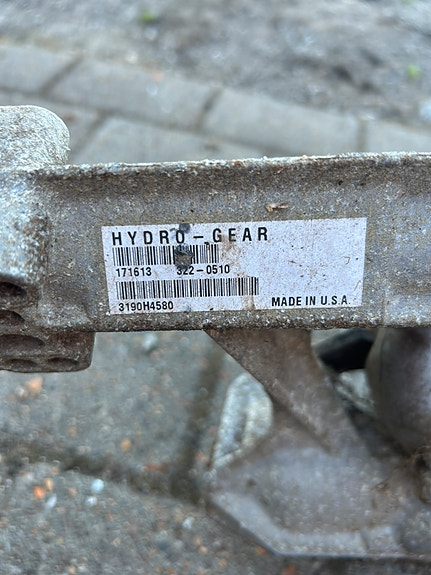 HYDRO-GEAR
171613 322-0510
3190H4580 MADE IN U.S.A.